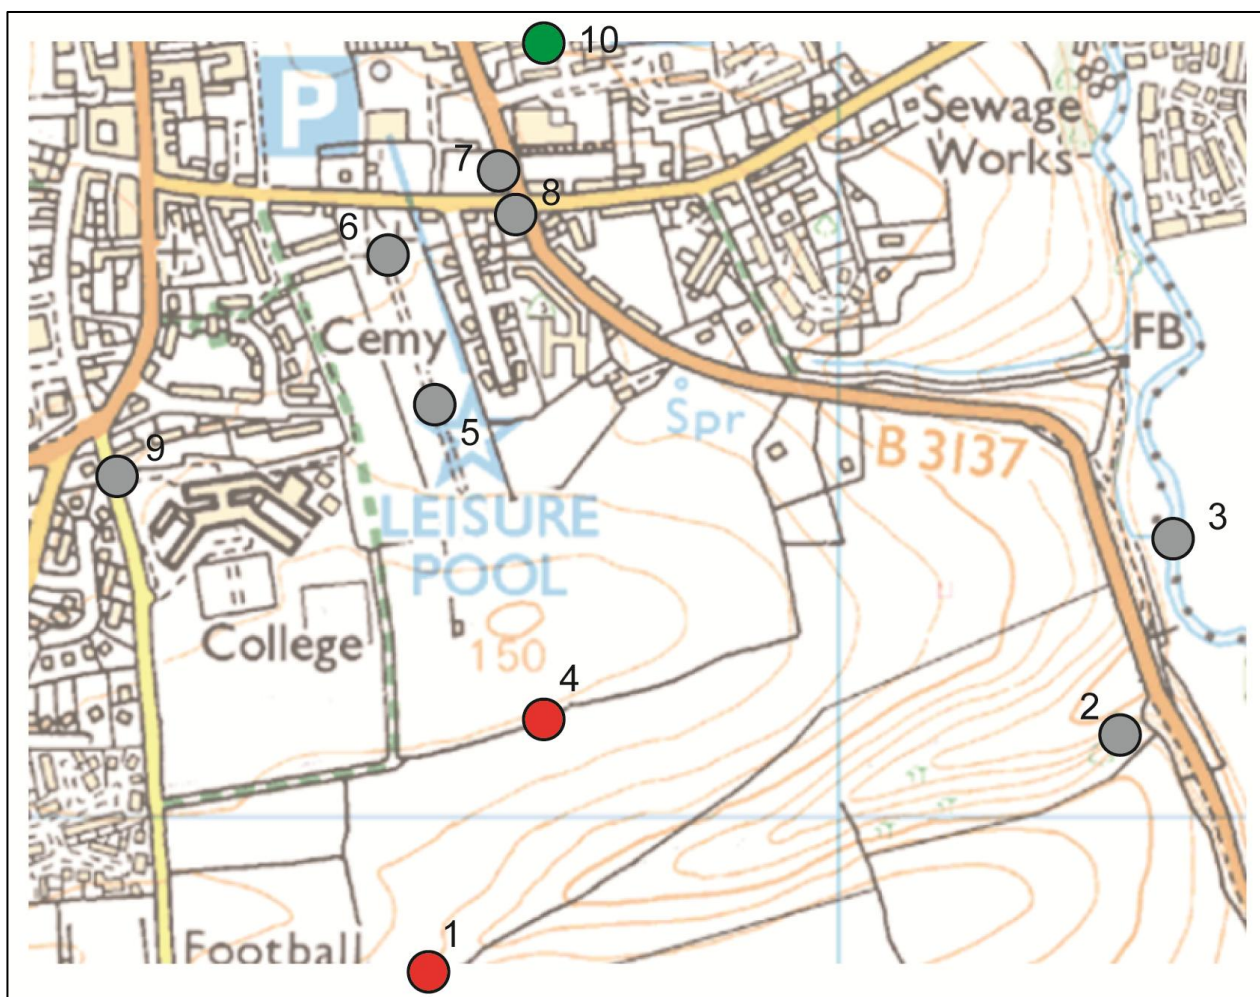 10
P
Sewage
Works
7
8
6
Cemy
FB
5
Spr
9
B 3137
LEISURE
POOL
3
College
150
4
2
1
Football